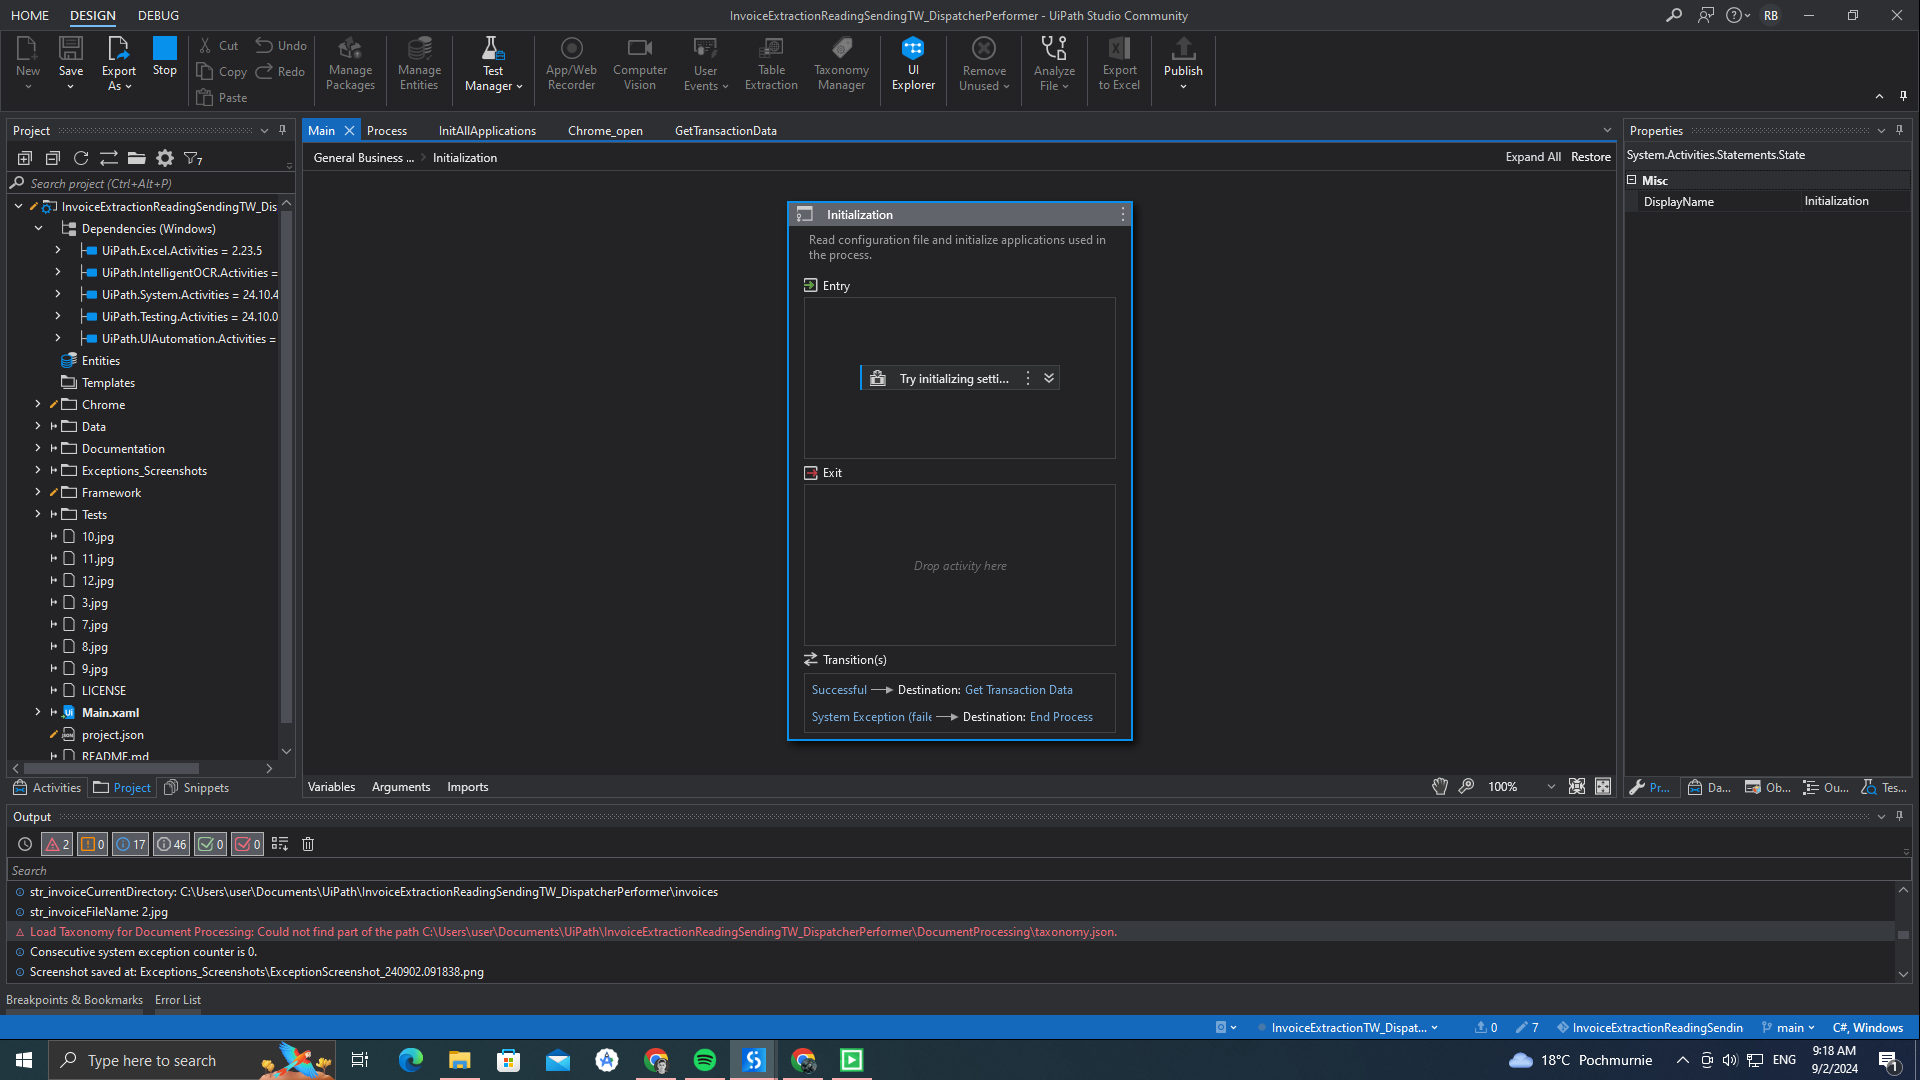 HOME DESIGN DEBUG
InvoiceExtractionReadingSendingTW_DispatcherPerformer - UiPath Studio Community
RB
New
Save
Export As
Stop
Cut
Copy
Paste
Undo
Redo
Manage Packages
Manage Entities
Test Manager
App/Web Recorder
Computer Vision
User Events
Table Extraction
Taxonomy Manager
UI Explorer
Remove Unused
Analyze File
Export to Excel
Publish
Project
7
Search project (Ctrl+Alt+P)
InvoiceExtractionReadingSendingTW_Dis
Dependencies (Windows)
UiPath.Excel.Activities = 2.23.5
UiPath.IntelligentOCR.Activities =
UiPath.System.Activities = 24.10.4
UiPath.Testing.Activities = 24.10.0
UiPath.UIAutomation.Activities =
Entities
Templates
Chrome
Data
Documentation
Exceptions_Screenshots
Framework
Tests
10.jpg
11.jpg
12.jpg
3.jpg
7.jpg
8.jpg
9.jpg
LICENSE
Main.xaml
project.json
README.md
Activities Project Snippets
Main Process InitAllApplications Chrome_open GetTransactionData
General Business ... Initialization
Expand All Restore
Initialization
Read configuration file and initialize applications used in
the process.
Entry
Try initializing setti...
Exit
Drop activity here
Transition(s)
Successful Destination: Get Transaction Data
System Exception (faile Destination: End Process
Variables Arguments Imports
100%
Properties
System.Activities.Statements.State
Misc
DisplayName Initialization
Pr... Da... Ob... Ou... Tes...
Output
2 0 17 46 0 0
Search
str_invoiceCurrentDirectory: C:\Users\user\Documents\UiPath\InvoiceExtractionReadingSendingTW_DispatcherPerformer\invoices
str_invoiceFileName: 2.jpg
Load Taxonomy for Document Processing: Could not find part of the path C:\Users\user\Documents\UiPath\InvoiceExtractionReadingSendingTW_DispatcherPerformer\DocumentProcessing\taxonomy.json.
Consecutive system exception counter is 0.
Screenshot saved at: Exceptions_Screenshots\ExceptionScreenshot_240902.091838.png
Breakpoints & Bookmarks Error List
InvoiceExtractionTW_Dispat... 0 7 InvoiceExtractionReadingSendin main C#, Windows
Type here to search
18°C Pochmurnie
ENG
9:18 AM
9/2/2024
1